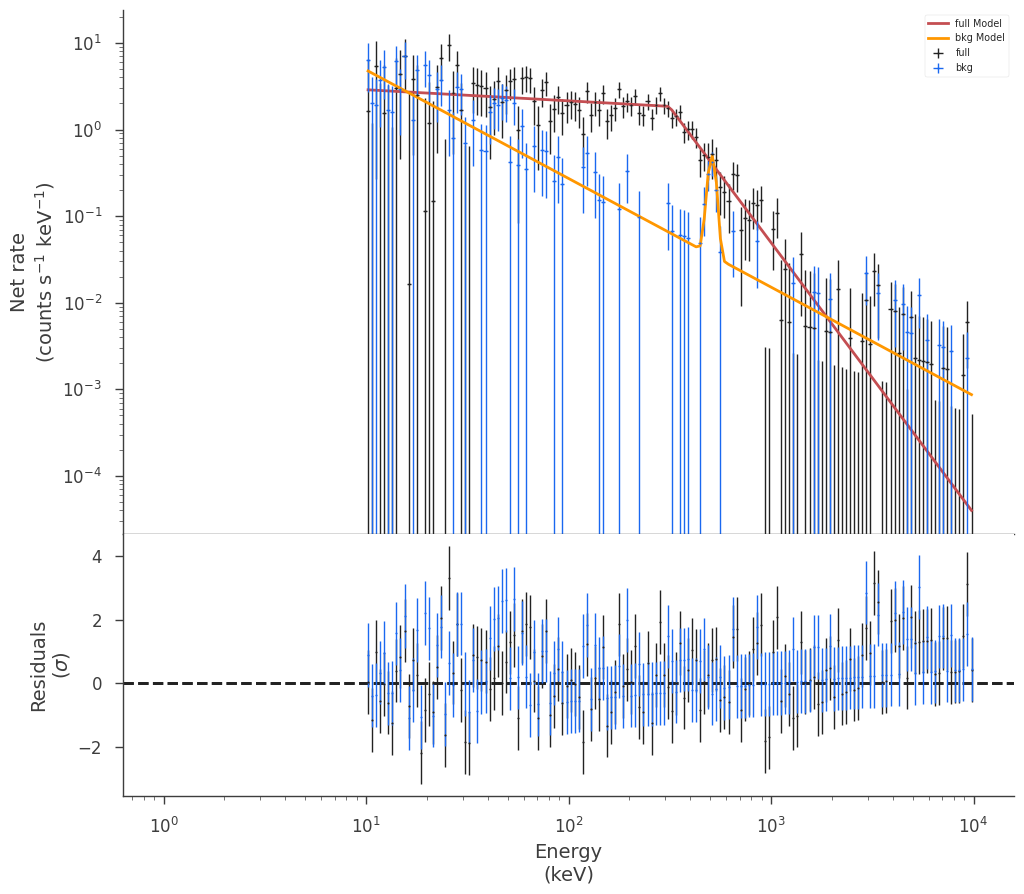 full Model
bkg Model
full
bkg
10¹
10⁰
10⁻¹
10⁻²
10⁻³
10⁻⁴
Net rate
(counts s⁻¹ keV⁻¹)
4
2
0
−2
Residuals
(σ)
10⁰ 10¹ 10² 10³ 10⁴
Energy
(keV)